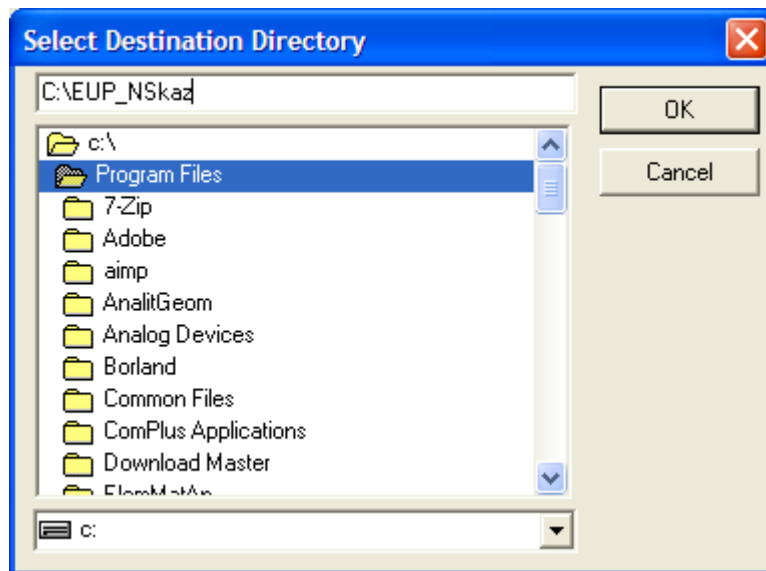 Select Destination Directory
C:\EUP_NSkaz
OK
c:\
Program Files
Cancel
7-Zip
Adobe
aimp
AnalitGeom
Analog Devices
Borland
Common Files
ComPlus Applications
Download Master
ElemMatAn
c: